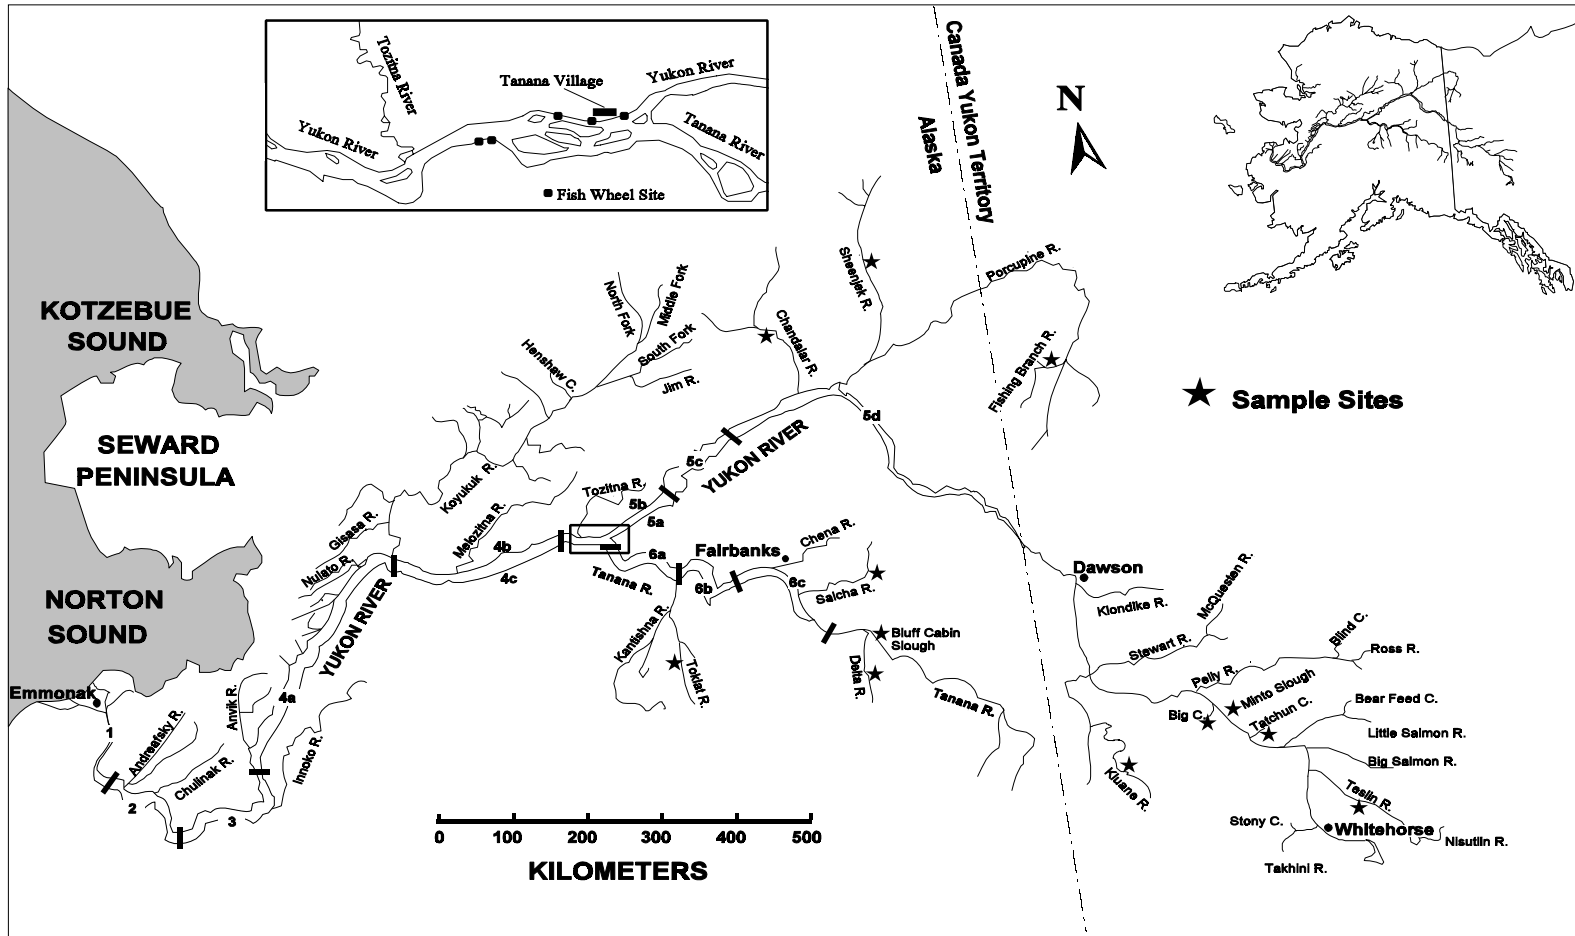 Tozitna River
Tanana Village
Yukon River
Yukon River
Tanana River
Fish Wheel Site
Canada Yukon Territory
Alaska
N
KOTZEBUE
SOUND
SEWARD
PENINSULA
NORTON
SOUND
Sheenjek R.
Porcupine R.
North Fork
Middle Fork
South Fork
Chandalar R.
Henshaw C.
Jim R.
Fishing Branch R.
Sample Sites
5d
5c
YUKON RIVER
Koyukuk R.
Tozitna R.
5b
5a
Gisasa R.
Melozitna R.
Nulato R.
4b
4c
6a
Fairbanks
Chena R.
Tanana R.
6b
6c
Salcha R.
Dawson
Klondike R.
McQuesten R.
YUKON RIVER
Kantishna R.
Toklat R.
Bluff Cabin
Slough
Delta R.
Tanana R.
Stewart R.
Blind C.
Ross R.
Pelly R.
Minto Slough
Big C.
Tatchun C.
Bear Feed C.
Little Salmon R.
Big Salmon R.
Kluane R.
Teslin R.
Stony C.
Whitehorse
Nisutlin R.
Takhini R.
Emmonak
1
Andreafsky R.
2
Chulinak R.
3
Anvik R.
4a
Innoko R.
0 100 200 300 400 500
KILOMETERS